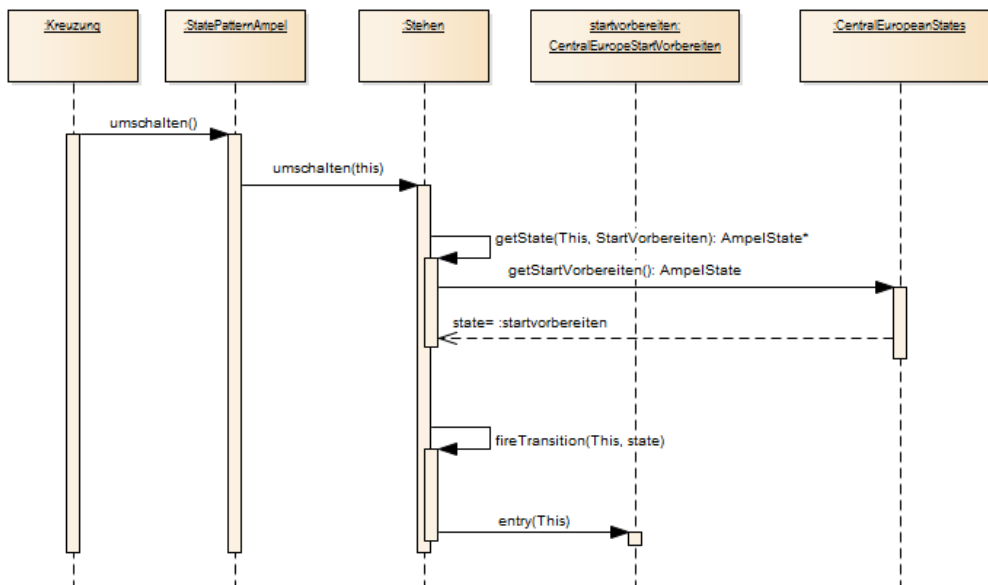 :Kreuzung
:StatePatternAmpel
:Stehen
startvorbereiten:
CentralEuropeStartVorbereiten
:CentralEuropeanStates
umschalten()
umschalten(this)
getState(This, StartVorbereiten): AmpelState*
getStartVorbereiten(): AmpelState
state= :startvorbereiten
fireTransition(This, state)
entry(This)